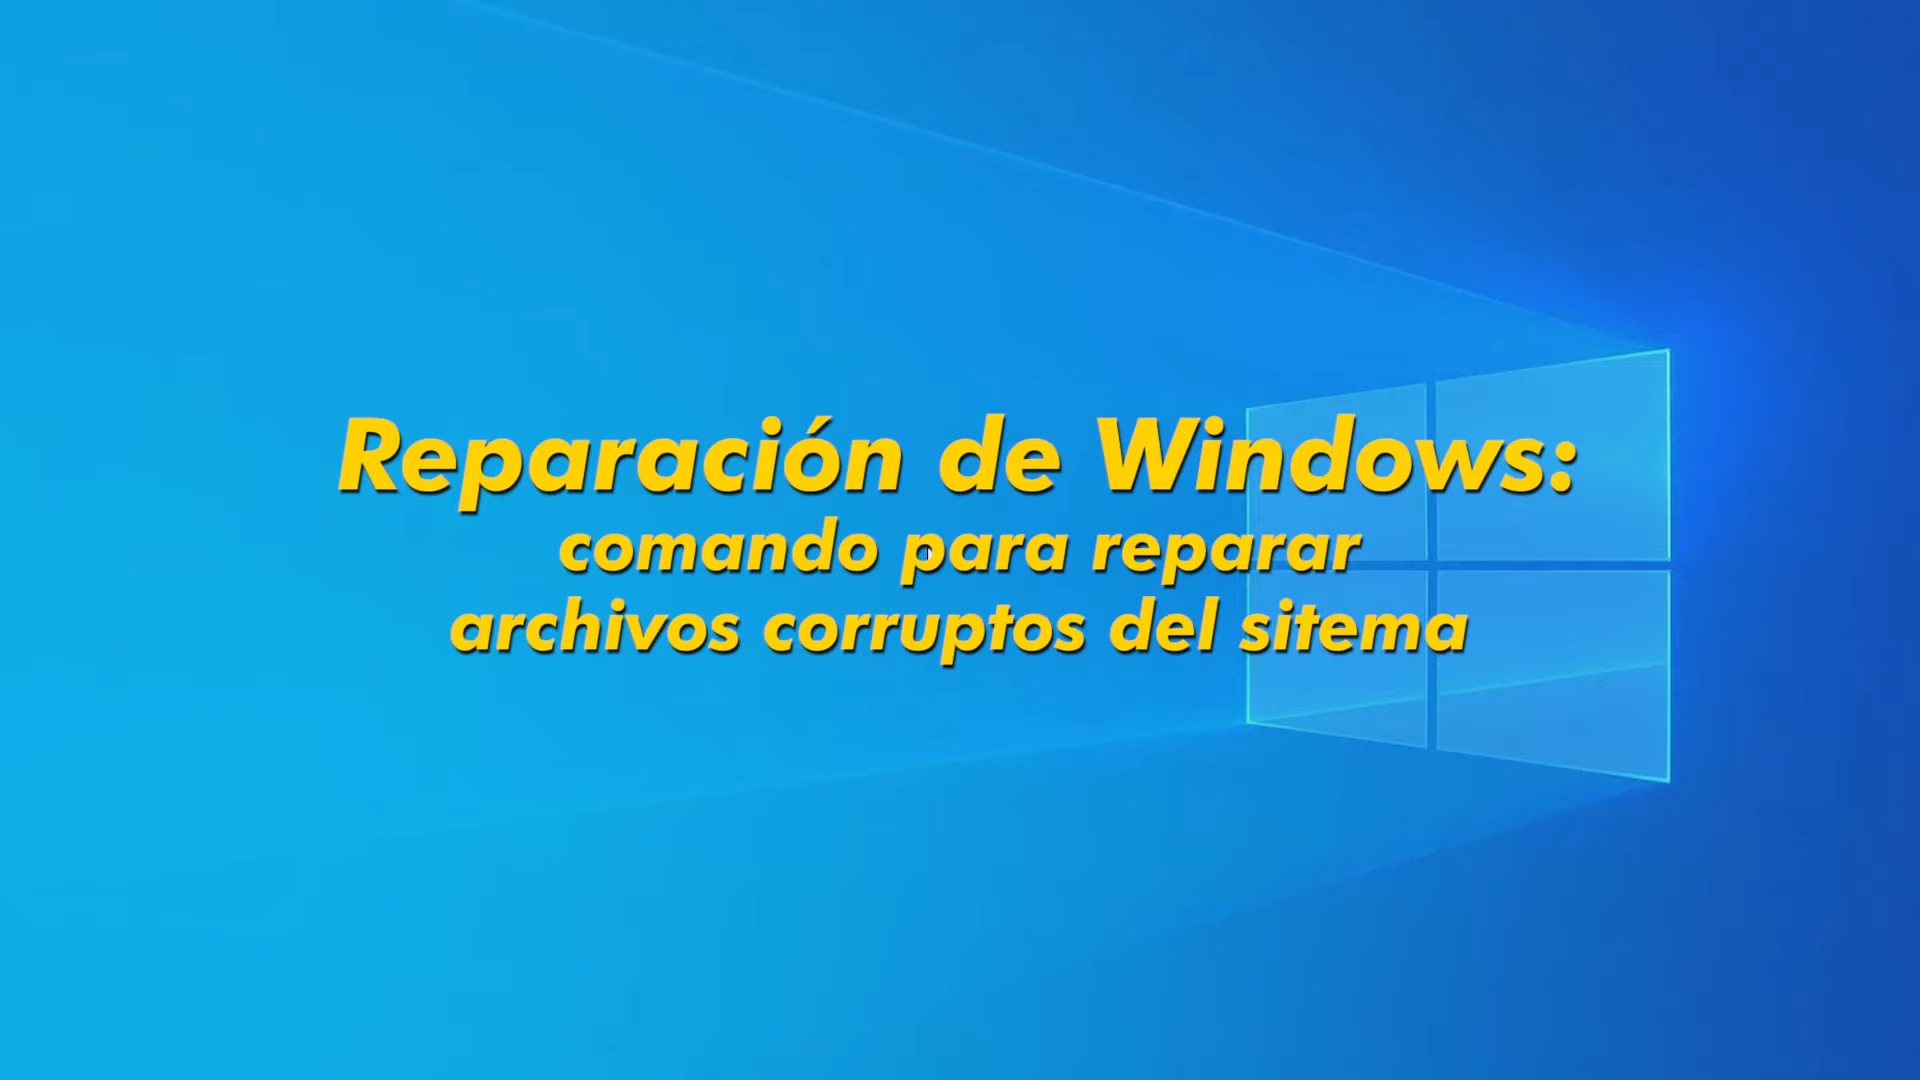 Reparación de Windows:
comando para reparar
archivos corruptos del sitema